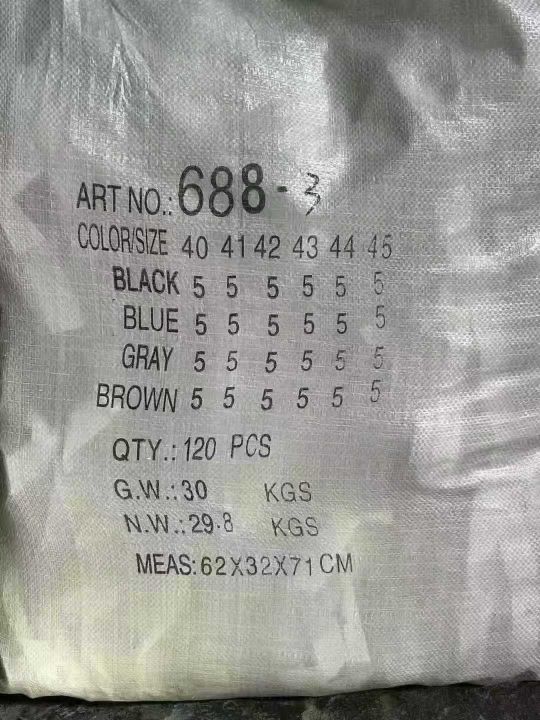 ART NO.: 688-3
COLOR/SIZE 40 41 42 43 44 45
BLACK 5 5 5 5 5 5
BLUE 5 5 5 5 5 5
GRAY 5 5 5 5 5 5
BROWN 5 5 5 5 5 5
QTY.: 120 PCS
G.W.: 30 KGS
N.W.: 29.8 KGS
MEAS: 62X32X71 CM